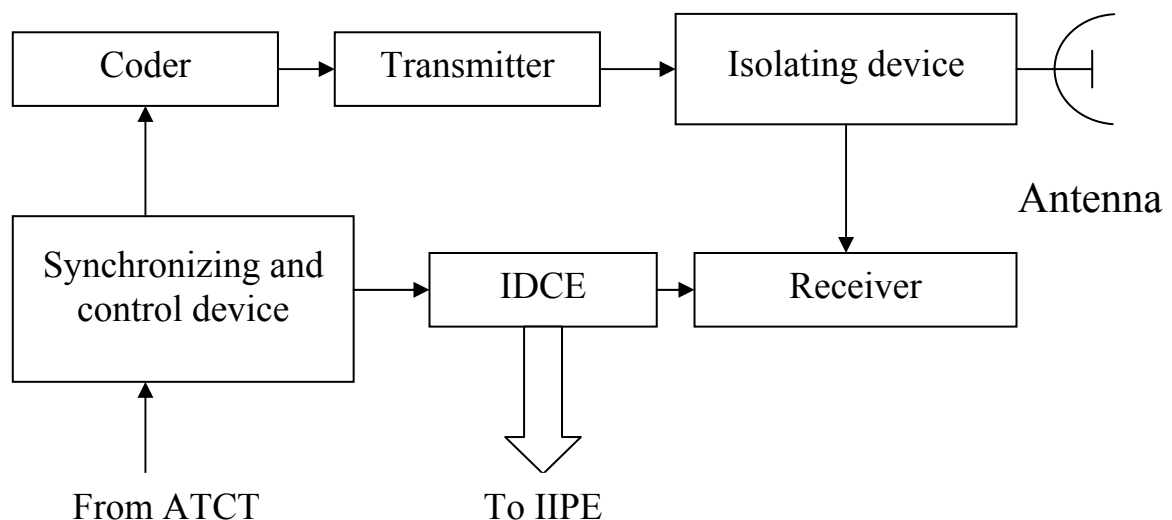 Coder
Transmitter
Isolating device
Antenna
Synchronizing and
control device
IDCE
Receiver
From ATCT
To IIPE